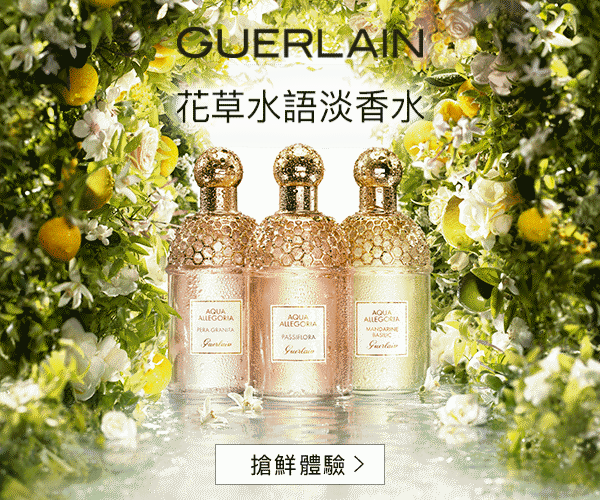 GUERLAIN
花草水語淡香水
AQUA
ALLEGORIA
PERA GRANITA
Guerlain
AQUA
ALLEGORIA
PASSIFLORA
Guerlain
AQUA
ALLEGORIA
MANDARINE
BASILIC
Guerlain
搶鮮體驗 >